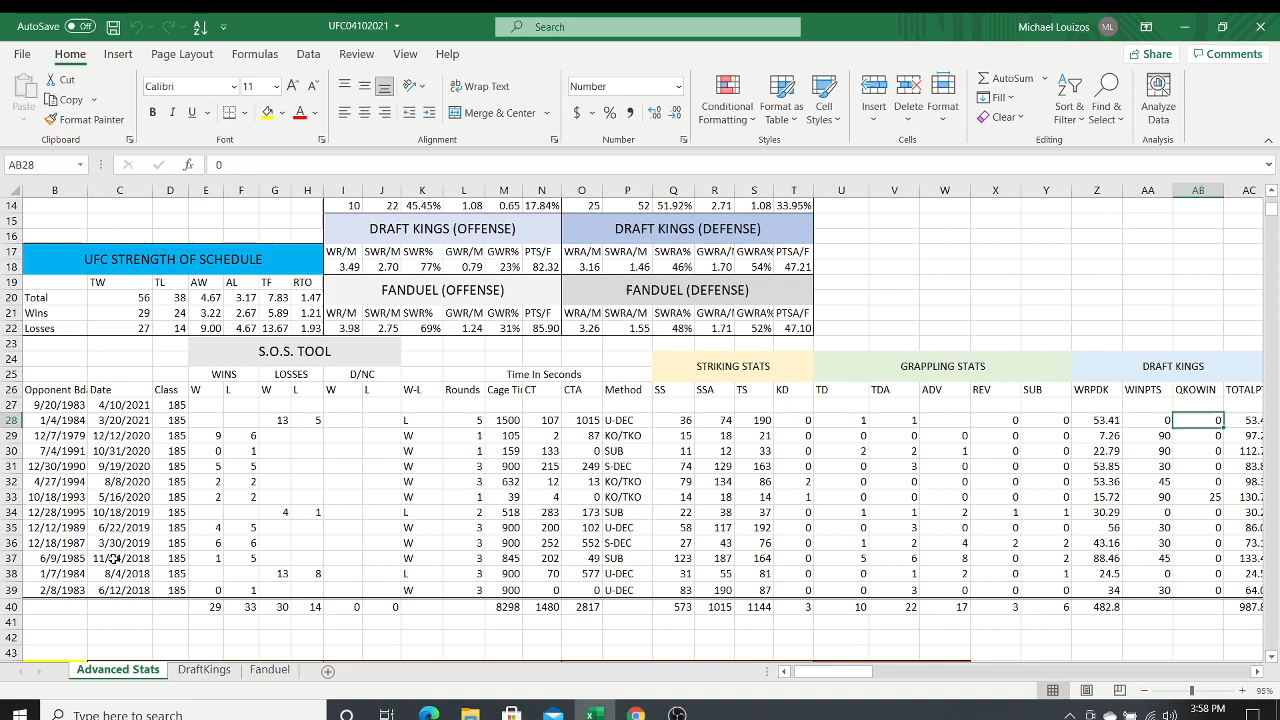 AutoSave Off UFC04102021 Search Michael Louizos ML
File Home Insert Page Layout Formulas Data Review View Help Share Comments
Paste Cut Copy Format Painter Clipboard
Calibri 11 B I U Font
Wrap Text Merge & Center Alignment
Number $ % Number
Conditional Formatting Format as Table Cell Styles Styles
Insert Delete Format Cells
AutoSum Fill Clear Sort & Filter Find & Select Editing
Analyze Data Analysis
AB28 fx 0
B C D E F G H I J K L M N O P Q R S T U V W X Y Z AA AB AC
14 10 22 45.45% 1.08 0.65 17.84% 25 52 51.92% 2.71 1.08 33.95%
15 DRAFT KINGS (OFFENSE) DRAFT KINGS (DEFENSE)
16
17 WR/M SWR/M SWR% GWR/M GWR% PTS/F WRA/M SWRA/M SWRA% GWRA/M GWRA% PTSA/F
18 UFC STRENGTH OF SCHEDULE 3.49 2.70 77% 0.79 23% 82.32 3.16 1.46 46% 1.70 54% 47.21
19 TW TL AW AL TF RTO FANDUEL (OFFENSE) FANDUEL (DEFENSE)
20 Total 56 38 4.67 3.17 7.83 1.47
21 Wins 29 24 3.22 2.67 5.89 1.21 WR/M SWR/M SWR% GWR/M GWR% PTS/F WRA/M SWRA/M SWRA% GWRA/M GWRA% PTSA/F
22 Losses 27 14 9.00 4.67 13.67 1.93 3.98 2.75 69% 1.24 31% 85.90 3.26 1.55 48% 1.71 52% 47.10
23 S.O.S. TOOL
24 STRIKING STATS GRAPPLING STATS DRAFT KINGS
25 WINS LOSSES D/NC Time In Seconds
26 Opponent Bd Date Class W L W L W L W-L Rounds Cage Ti CT CTA Method SS SSA TS KD TD TDA ADV REV SUB WRPDK WINPTS QKOWIN TOTALPT
27 9/20/1983 4/10/2021 185
28 1/4/1984 3/20/2021 185 13 5 L 5 1500 107 1015 U-DEC 36 74 190 0 1 1 0 0 53.41 0 0 53.4
29 12/7/1979 12/12/2020 185 9 6 W 1 105 2 87 KO/TKO 15 18 21 0 0 0 0 0 0 7.26 90 0 97.2
30 7/4/1991 10/31/2020 185 0 1 W 1 159 133 0 SUB 11 12 33 0 2 2 1 0 0 22.79 90 0 112.
31 12/30/1990 9/19/2020 185 5 5 W 3 900 215 249 S-DEC 74 129 163 0 0 0 0 0 0 53.85 30 0 83.8
32 4/27/1994 8/8/2020 185 2 2 W 3 632 12 13 KO/TKO 79 134 86 2 0 0 0 0 0 53.36 45 0 98.3
33 10/18/1993 5/16/2020 185 2 2 W 1 39 4 0 KO/TKO 14 18 14 1 0 0 0 0 0 15.72 90 25 130.7
34 12/28/1995 10/18/2019 185 4 1 L 2 518 283 173 SUB 22 38 37 0 1 2 1 1 1 30.29 0 0 30.2
35 12/12/1989 6/22/2019 185 4 5 W 3 900 200 102 U-DEC 58 117 192 0 0 3 0 0 0 56 30 0 86.0
36 12/18/1987 3/30/2019 185 6 6 W 3 900 252 552 S-DEC 27 43 76 0 1 2 4 2 2 43.16 30 0 73.1
37 6/9/1985 185 1 5 W 3 845 202 49 SUB 123 187 164 0 5 6 8 0 2 88.46 45 0 133.4
38 1/7/1984 8/4/2018 185 13 8 L 3 900 70 577 U-DEC 31 55 81 0 0 1 2 0 1 24.5 0 0 24.5
39 2/8/1983 6/12/2018 185 0 1 W 3 900 0 0 U-DEC 83 190 87 0 0 3 0 0 0 34 30 0 64.0
40 29 33 30 14 0 0 8298 1480 2817 573 1015 1144 3 10 22 17 3 6 482.8 987.8
41
42
43
Advanced Stats DraftKings Fanduel
95%
Type here to search 3:58 PM